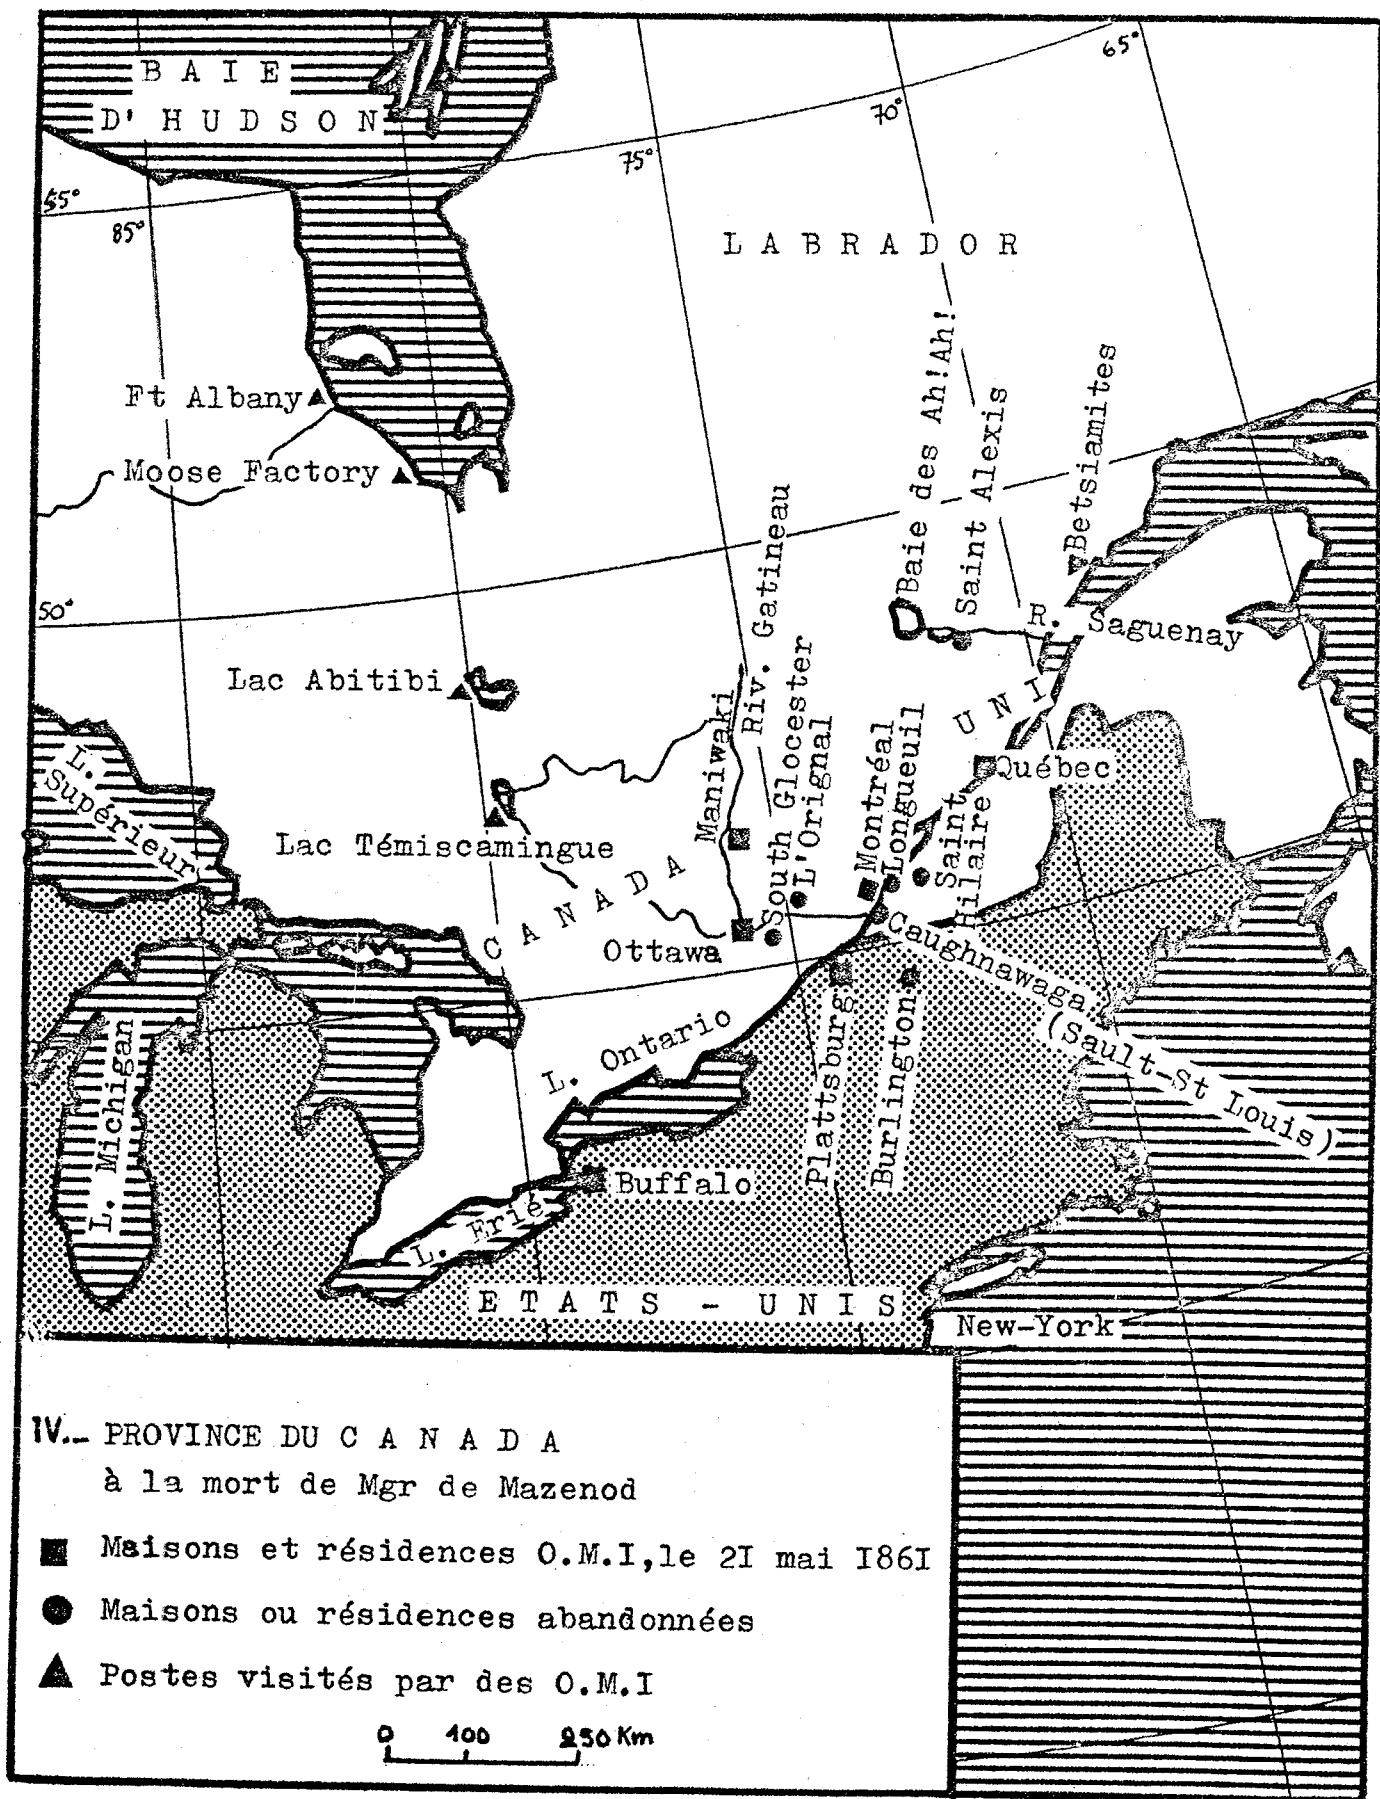 BAIE
D'HUDSON
65°
70°
75°
55°
85°
LABRADOR
Ft Albany
Moose Factory
Baie des Ah!Ah!
Saint Alexis
Betsiamites
50°
R. Saguenay
Lac Abitibi
Riv. Gatineau
Maniwaki
South Glocester
L'Orignal
Montréal
Longueuil
UNI
Québec
Saint
Hilaire
L.
Supérieur
Lac Témiscamingue
CANADA
Ottawa
Caughnawaga
(Sault-St Louis)
L. Michigan
L. Ontario
Plattsburg
Burlington
Buffalo
L. Erié
ETATS - UNIS
New-York
IV.- PROVINCE DU CANADA
à la mort de Mgr de Mazenod
Maisons et résidences O.M.I, le 2I mai I86I
Maisons ou résidences abandonnées
Postes visités par des O.M.I
0 100 250 Km